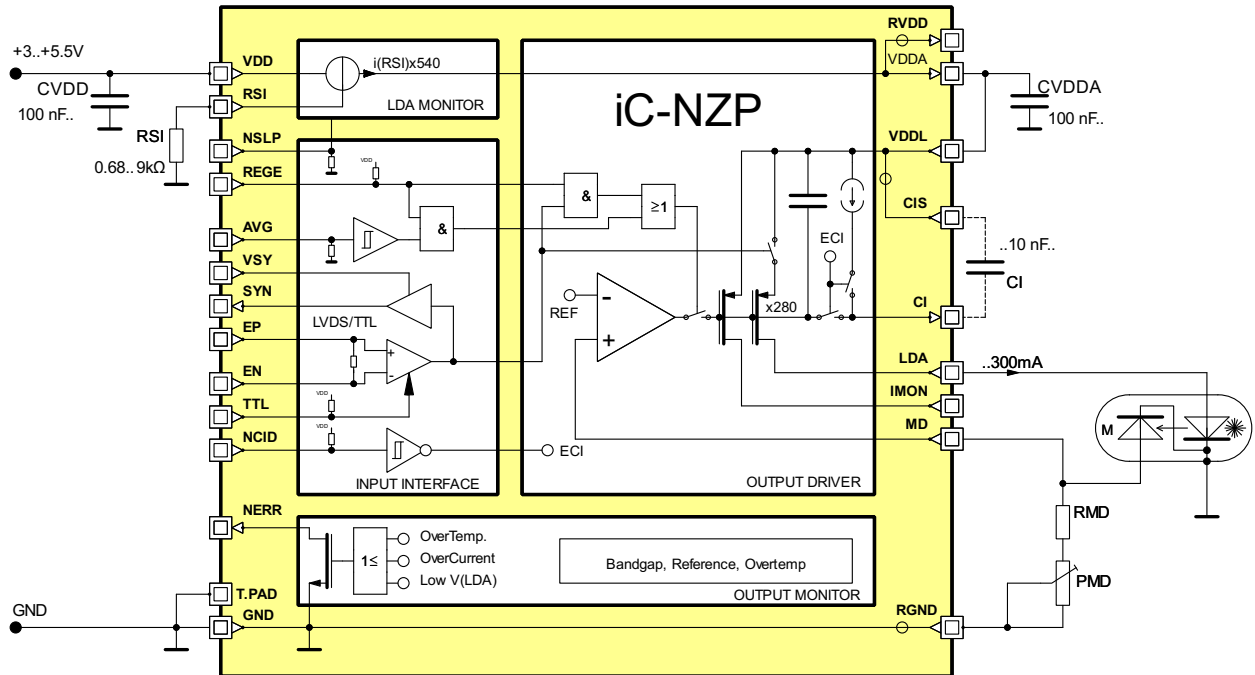 +3..+5.5V
CVDD
100 nF..
RSI
0.68..9kΩ
GND
VDD
RSI
NSLP
REGE
AVG
VSY
SYN
EP
EN
TTL
NCID
NERR
T.PAD
GND
i(RSI)x540
LDA MONITOR
VDD
&
LVDS/TTL
+
-
VDD
VDD
INPUT INTERFACE
iC-NZP
&
≥1
ECI
REF
-
+
x280
ECI
OUTPUT DRIVER
1≤
OverTemp.
OverCurrent
Low V(LDA)
Bandgap, Reference, Overtemp
OUTPUT MONITOR
RVDD
VDDA
VDDL
CIS
CI
LDA
IMON
MD
RGND
CVDDA
100 nF..
..10 nF..
CI
..300mA
M
RMD
PMD